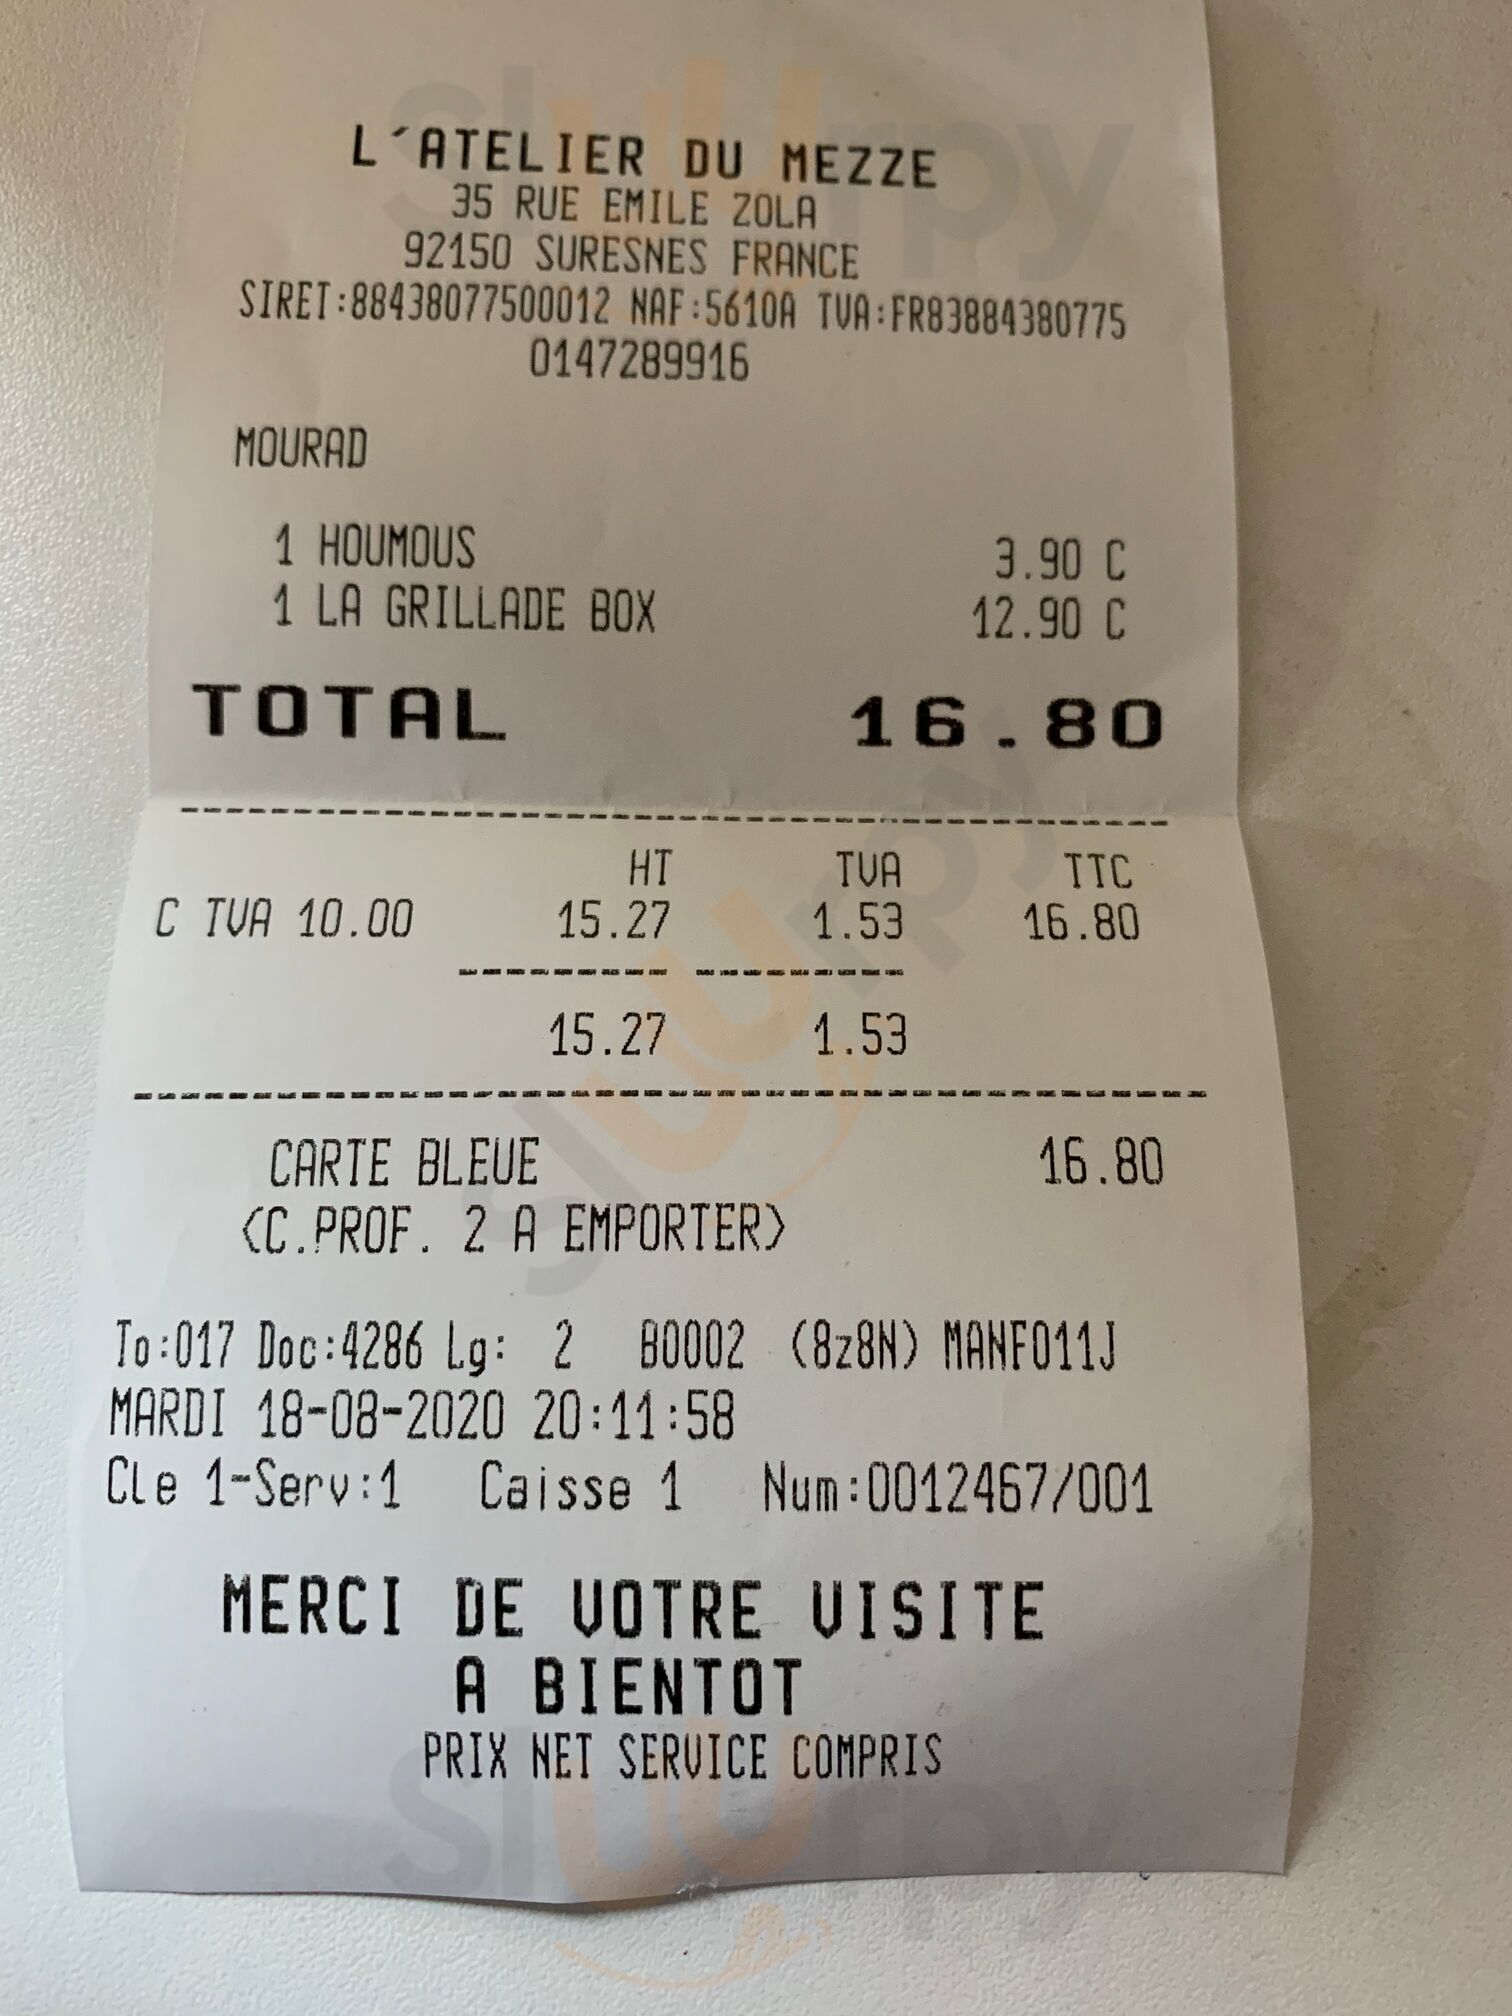 L´ATELIER DU MEZZE
35 RUE EMILE ZOLA
92150 SURESNES FRANCE
SIRET:88438077500012 NAF:5610A TVA:FR83884380775
0147289916
MOURAD
1 HOUMOUS 3.90 C
1 LA GRILLADE BOX 12.90 C
TOTAL 16.80
HT TVA TTC
C TVA 10.00 15.27 1.53 16.80
15.27 1.53
CARTE BLEUE 16.80
<C.PROF. 2 A EMPORTER>
To:017 Doc:4286 Lg: 2 B0002 (8z8N) MANF011J
MARDI 18-08-2020 20:11:58
Cle 1-Serv:1 Caisse 1 Num:0012467/001
MERCI DE VOTRE VISITE
A BIENTOT
PRIX NET SERVICE COMPRIS
sluurpy
sluurpy
sluurpy